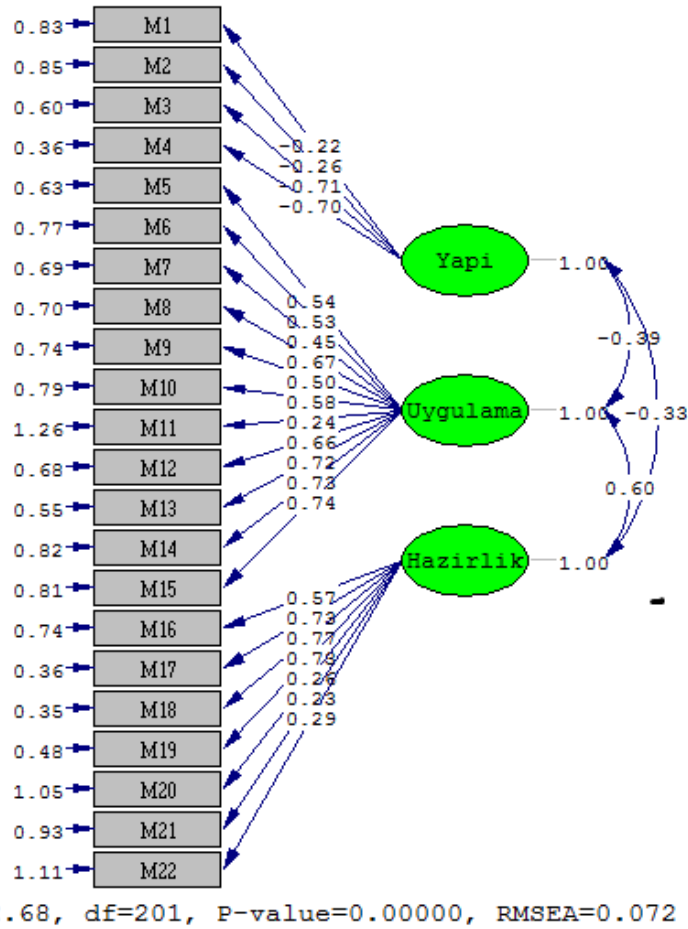 0.83 M1
0.85 M2
0.60 M3
0.36 M4
0.63 M5
0.77 M6
0.69 M7
0.70 M8
0.74 M9
0.79 M10
1.26 M11
0.68 M12
0.55 M13
0.82 M14
0.81 M15
0.74 M16
0.36 M17
0.35 M18
0.48 M19
1.05 M20
0.93 M21
1.11 M22
-0.22
-0.26
-0.71
-0.70
0.54
0.53
0.45
0.67
0.50
0.58
0.24
0.66
0.72
0.73
0.74
0.57
0.73
0.77
0.79
0.26
0.23
0.29
Yapi 1.00
Uygulama 1.00
Hazirlik 1.00
-0.39
-0.33
0.60
.68, df=201, P-value=0.00000, RMSEA=0.072